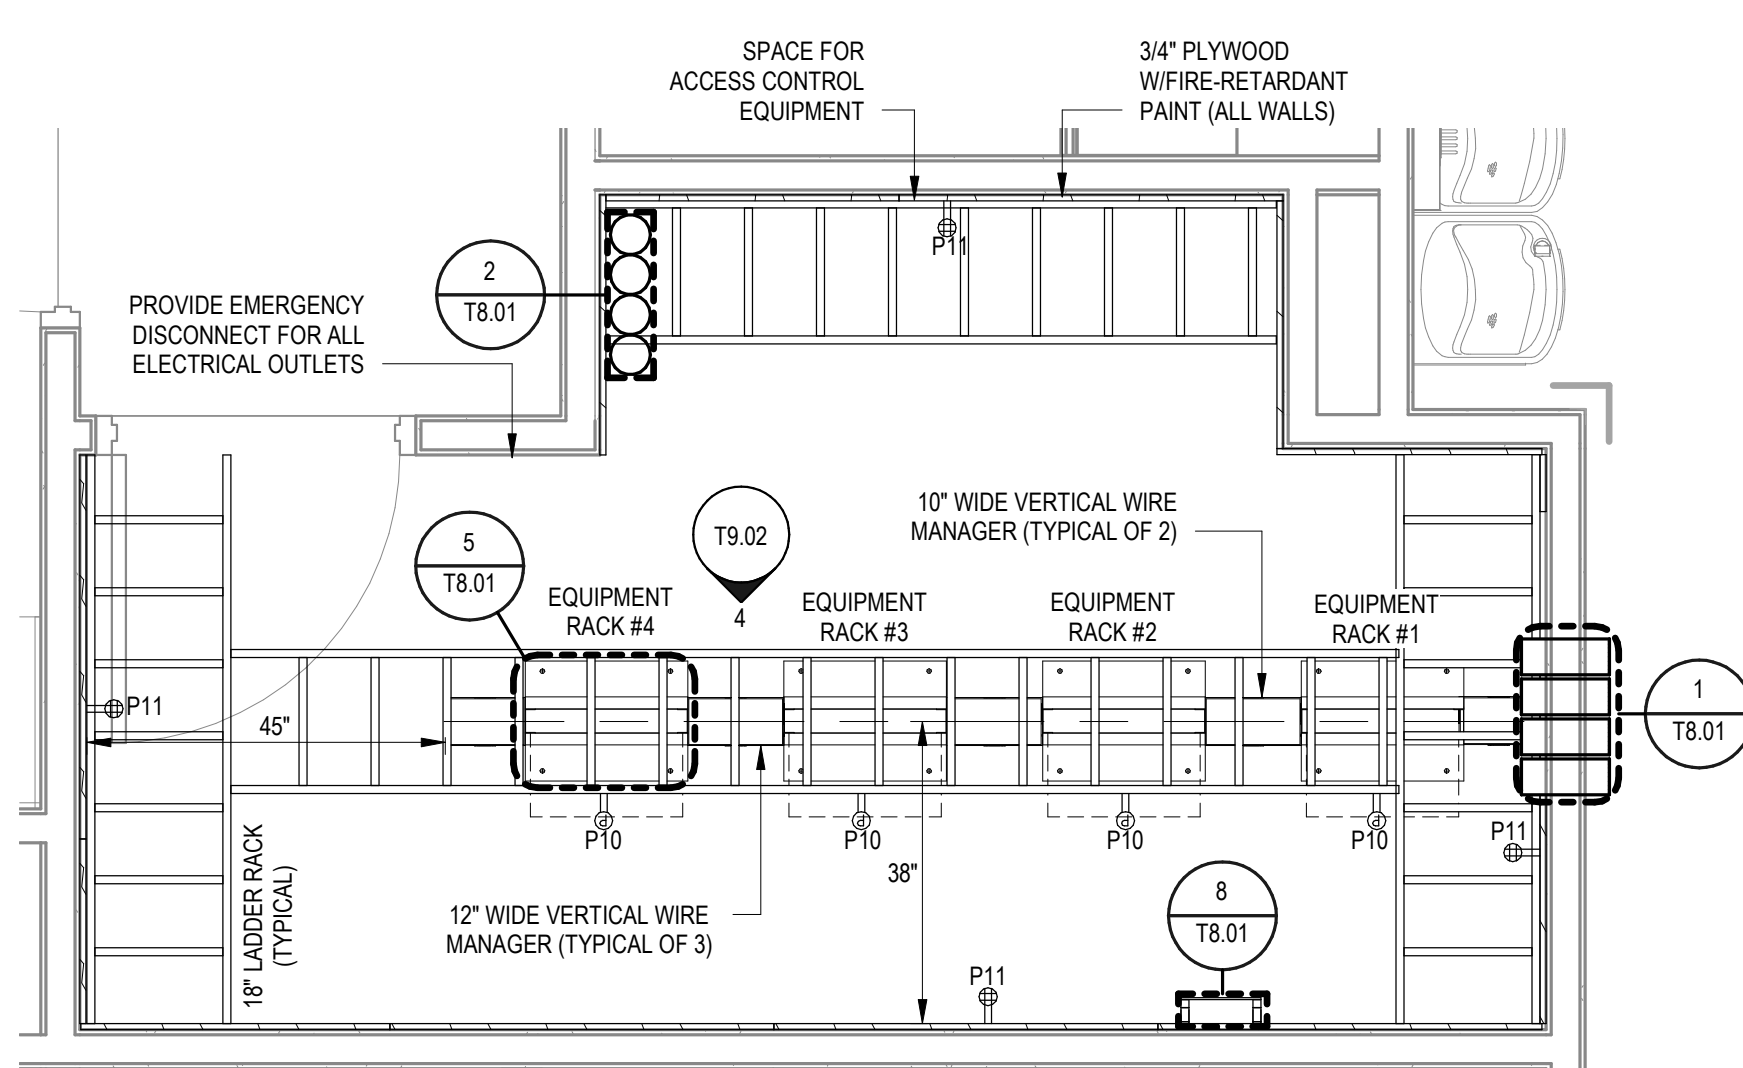 SPACE FOR
ACCESS CONTROL
EQUIPMENT
3/4" PLYWOOD
W/FIRE-RETARDANT
PAINT (ALL WALLS)
P11
2
T8.01
PROVIDE EMERGENCY
DISCONNECT FOR ALL
ELECTRICAL OUTLETS
10" WIDE VERTICAL WIRE
MANAGER (TYPICAL OF 2)
5
T8.01
T9.02
4
EQUIPMENT
RACK #4
EQUIPMENT
RACK #3
EQUIPMENT
RACK #2
EQUIPMENT
RACK #1
P11
45"
1
T8.01
P10
P10
P10
P10
P11
38"
18" LADDER RACK
(TYPICAL)
12" WIDE VERTICAL WIRE
MANAGER (TYPICAL OF 3)
8
T8.01
P11